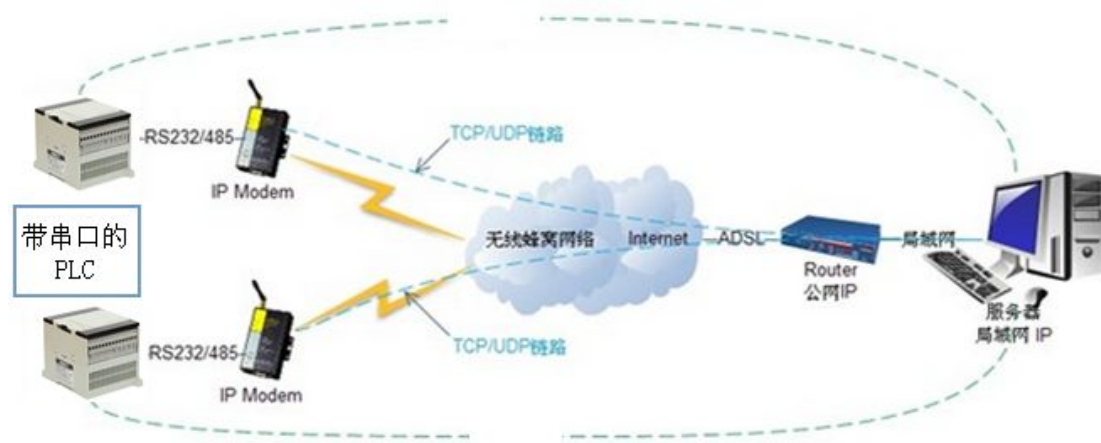 RS232/485
IP Modem
TCP/UDP链路
带串口的
PLC
无线蜂窝网络
Internet
ADSL
局域网
Router
公网IP
服务器
局域网 IP
RS232/485
IP Modem
TCP/UDP链路